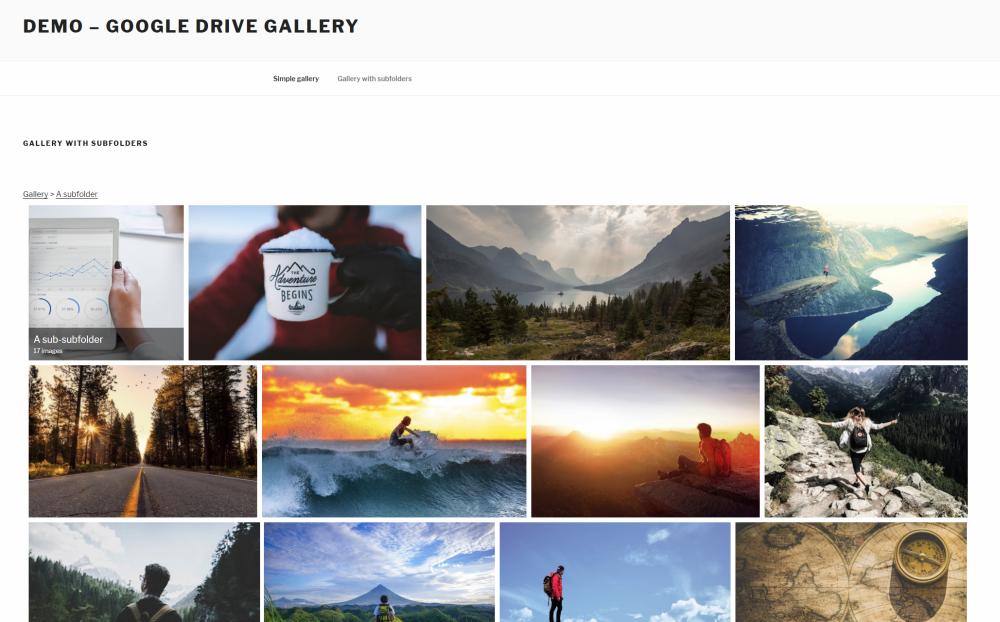 DEMO – GOOGLE DRIVE GALLERY
Simple gallery
Gallery with subfolders
GALLERY WITH SUBFOLDERS
Gallery > A subfolder
THE
Adventure
BEGINS
A sub-subfolder
17 images